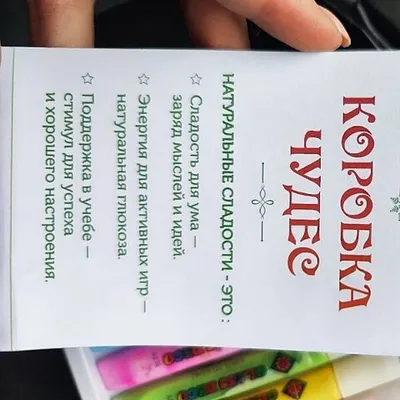 КОРОБКА
ЧУДЕС
НАТУРАЛЬНЫЕ СЛАДОСТИ - ЭТО :
☆ Сладость для ума —
заряд мыслей и идей.
☆ Энергия для активных игр —
натуральная глюкоза.
☆ Поддержка в учебе —
стимул для успеха
и хорошего настроения.